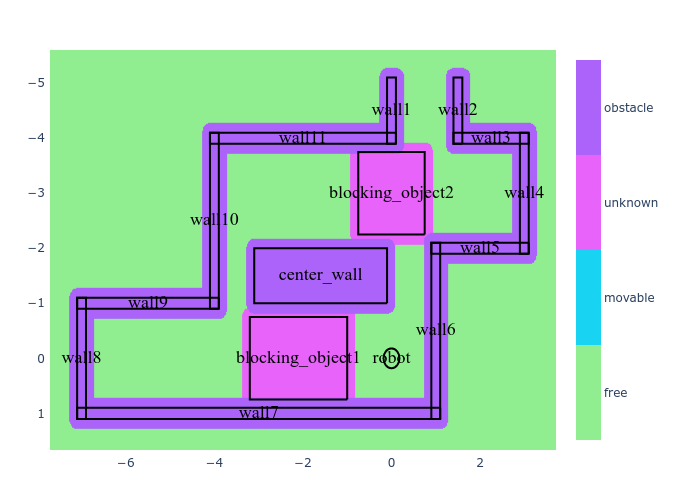 −5
−4
−3
−2
−1
0
1
−6
−4
−2
0
2
wall1
wall2
wall11
wall3
blocking_object2
wall4
wall10
wall5
center_wall
wall9
wall6
wall8
blocking_object1
robot
wall7
obstacle
unknown
movable
free